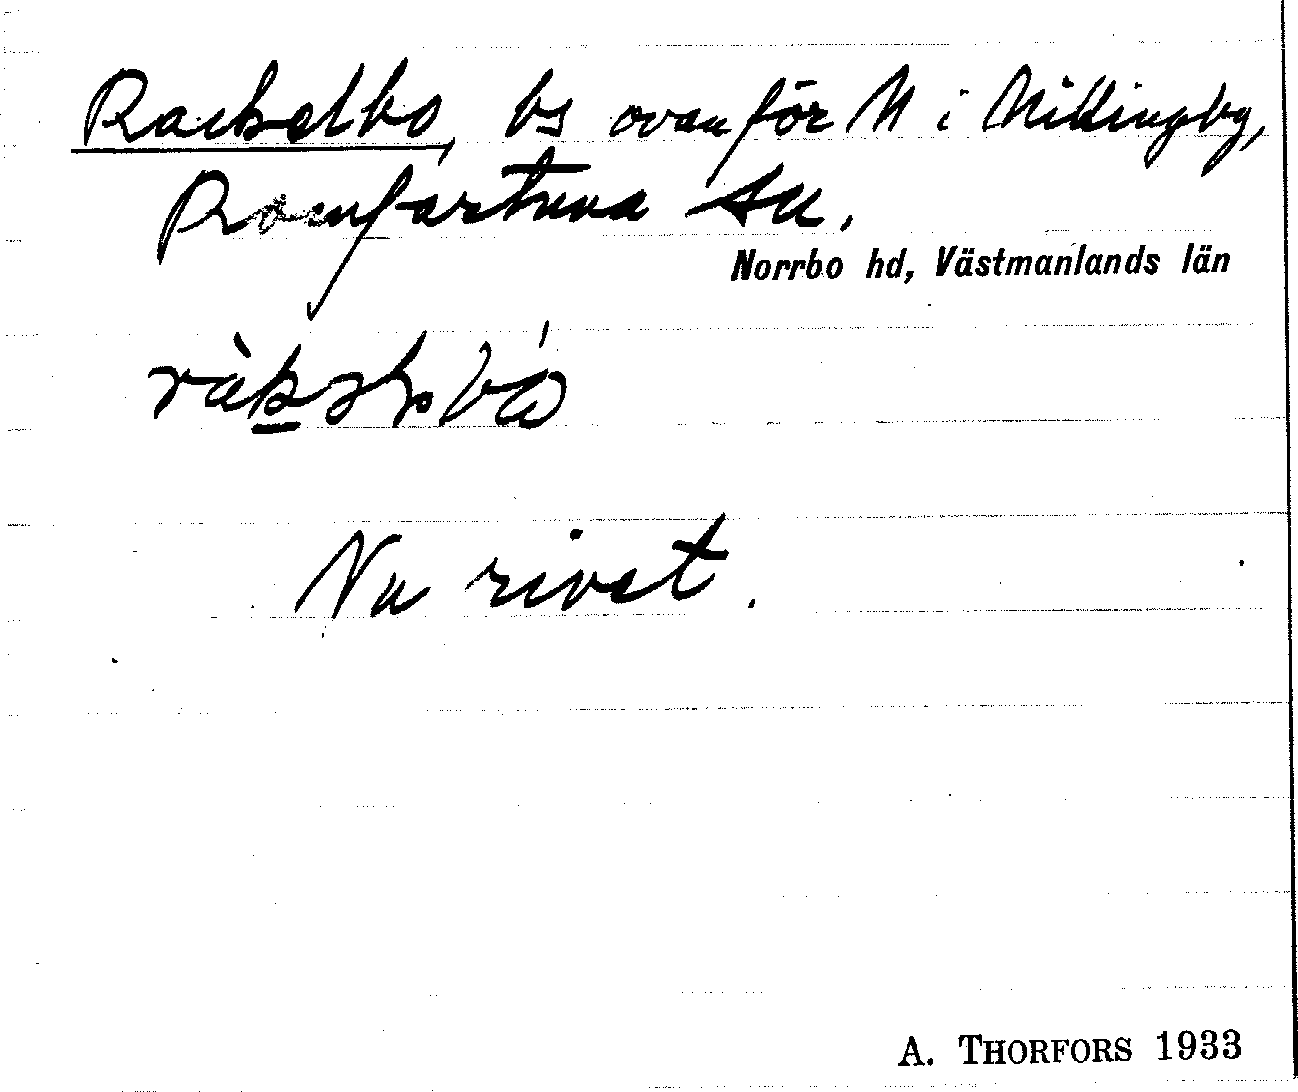 Rackelbo, bs ovanför N i Nillingby,
Romfartuna sn.
Norrbo hd, Västmanlands län
Nu rivet.
A. THORFORS 1933